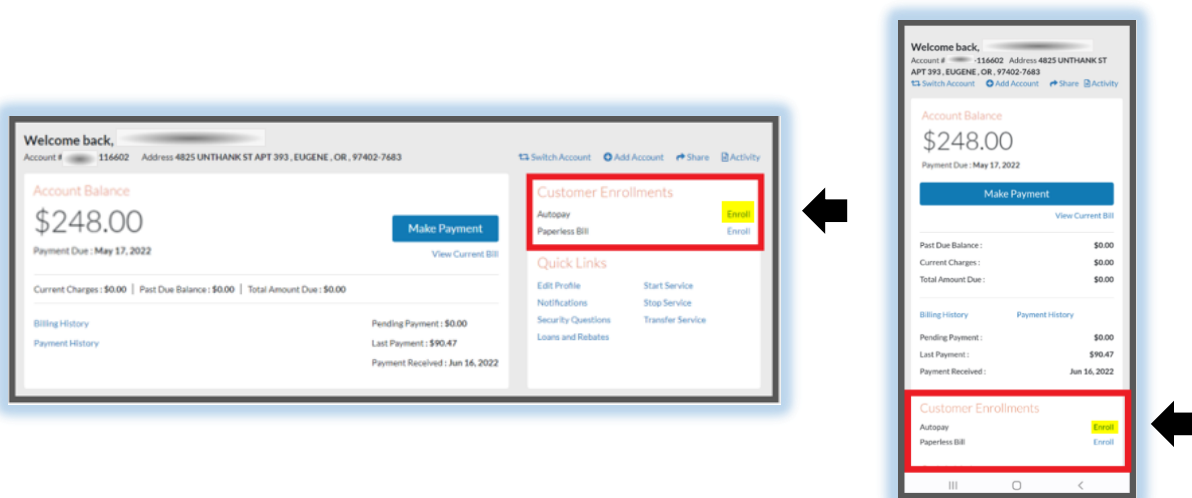 Welcome back,
Account # 116602 Address 4825 UNTHANK ST APT 393 , EUGENE , OR , 97402-7683
Switch Account Add Account Share Activity
Account Balance
$248.00
Payment Due : May 17, 2022
Make Payment
View Current Bill
Current Charges : $0.00 | Past Due Balance : $0.00 | Total Amount Due : $0.00
Billing History
Payment History
Pending Payment : $0.00
Last Payment : $90.47
Payment Received : Jun 16, 2022
Customer Enrollments
Autopay Enroll
Paperless Bill Enroll
Quick Links
Edit Profile Start Service
Notifications Stop Service
Security Questions Transfer Service
Loans and Rebates
Welcome back,
Account # -116602 Address 4825 UNTHANK ST
APT 393 , EUGENE , OR , 97402-7683
Switch Account Add Account Share Activity
Account Balance
$248.00
Payment Due : May 17, 2022
Make Payment
View Current Bill
Past Due Balance : $0.00
Current Charges : $0.00
Total Amount Due : $0.00
Billing History Payment History
Pending Payment : $0.00
Last Payment : $90.47
Payment Received : Jun 16, 2022
Customer Enrollments
Autopay Enroll
Paperless Bill Enroll